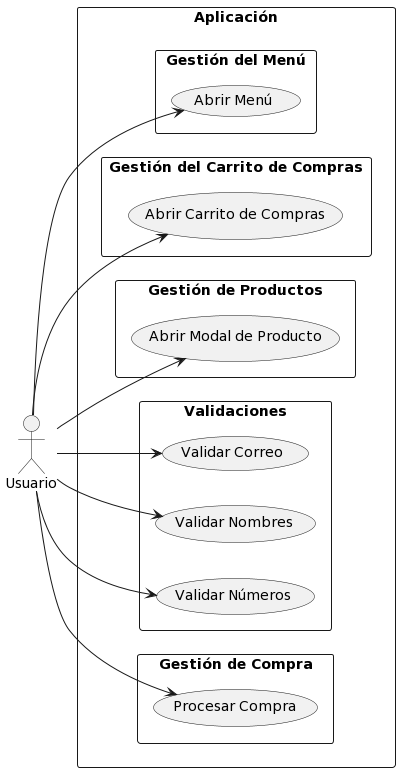 Aplicación
Gestión del Menú
Abrir Menú
Gestión del Carrito de Compras
Abrir Carrito de Compras
Gestión de Productos
Abrir Modal de Producto
Validaciones
Validar Correo
Usuario
Validar Nombres
Validar Números
Gestión de Compra
Procesar Compra